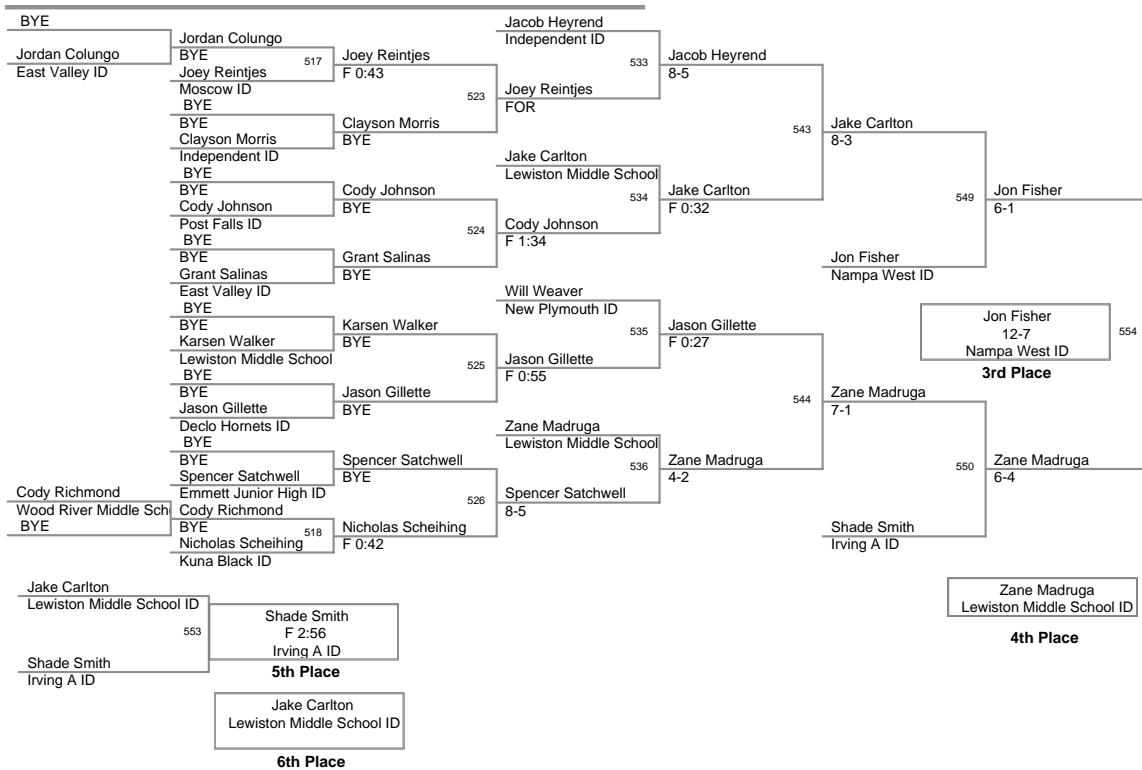 BYE
Jordan Colungo
East Valley ID
Jordan Colungo
BYE
517
Joey Reintjes
Moscow ID
BYE
BYE
Clayson Morris
Independent ID
BYE
BYE
Cody Johnson
Post Falls ID
BYE
BYE
Grant Salinas
East Valley ID
BYE
BYE
Karsen Walker
Lewiston Middle School
BYE
BYE
Jason Gillette
Declo Hornets ID
BYE
BYE
Spencer Satchwell
Emmett Junior High ID
Cody Richmond
Wood River Middle Sch
BYE
Cody Richmond
BYE
518
Nicholas Scheihing
Kuna Black ID
Joey Reintjes
F 0:43
523
Clayson Morris
BYE
Cody Johnson
BYE
524
Grant Salinas
BYE
Karsen Walker
BYE
525
Jason Gillette
BYE
Spencer Satchwell
BYE
526
Nicholas Scheihing
F 0:42
Jacob Heyrend
Independent ID
533
Joey Reintjes
FOR
Jake Carlton
Lewiston Middle School
534
Cody Johnson
F 1:34
Will Weaver
New Plymouth ID
535
Jason Gillette
F 0:55
Zane Madruga
Lewiston Middle School
536
Spencer Satchwell
8-5
Jacob Heyrend
8-5
543
Jake Carlton
F 0:32
Jason Gillette
F 0:27
544
Zane Madruga
4-2
Jake Carlton
8-3
549
Jon Fisher
Nampa West ID
Zane Madruga
7-1
550
Shade Smith
Irving A ID
Jon Fisher
6-1
Jon Fisher
12-7
Nampa West ID
554
3rd Place
Zane Madruga
6-4
Zane Madruga
Lewiston Middle School ID
4th Place
Jake Carlton
Lewiston Middle School ID
553
Shade Smith
Irving A ID
Shade Smith
F 2:56
Irving A ID
5th Place
Jake Carlton
Lewiston Middle School ID
6th Place